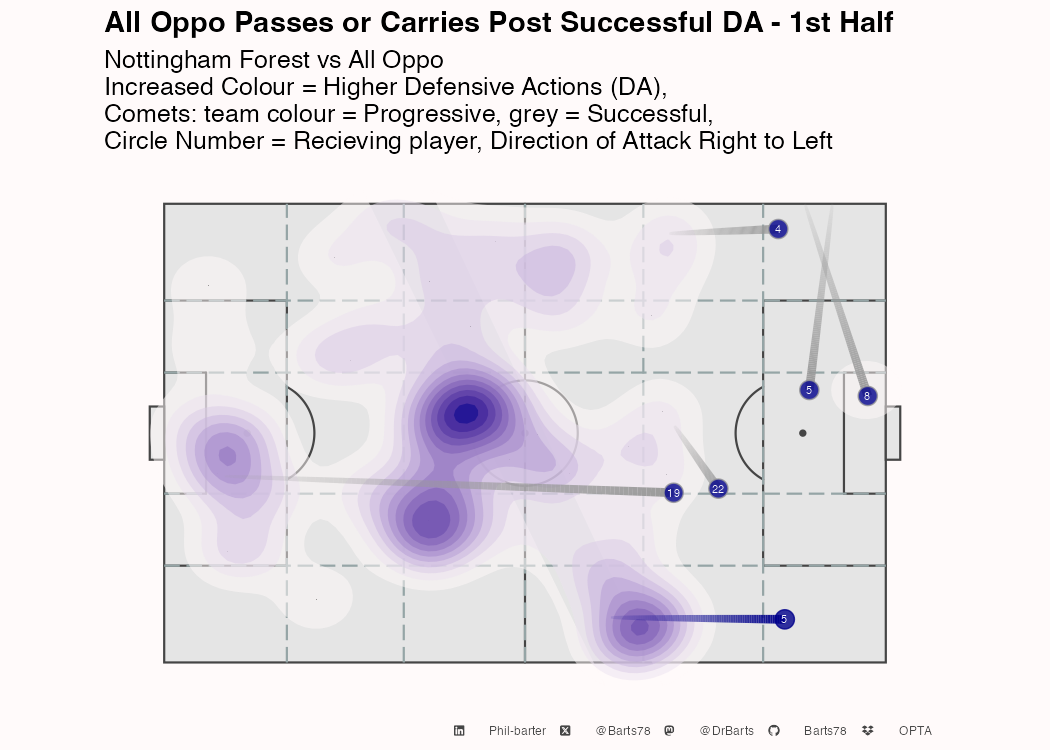 All Oppo Passes or Carries Post Successful DA - 1st Half
Nottingham Forest vs All Oppo
Increased Colour = Higher Defensive Actions (DA),
Comets: team colour = Progressive, grey = Successful,
Circle Number = Recieving player, Direction of Attack Right to Left
4
5
8
19
22
5
Phil-barter @Barts78 @DrBarts Barts78 OPTA